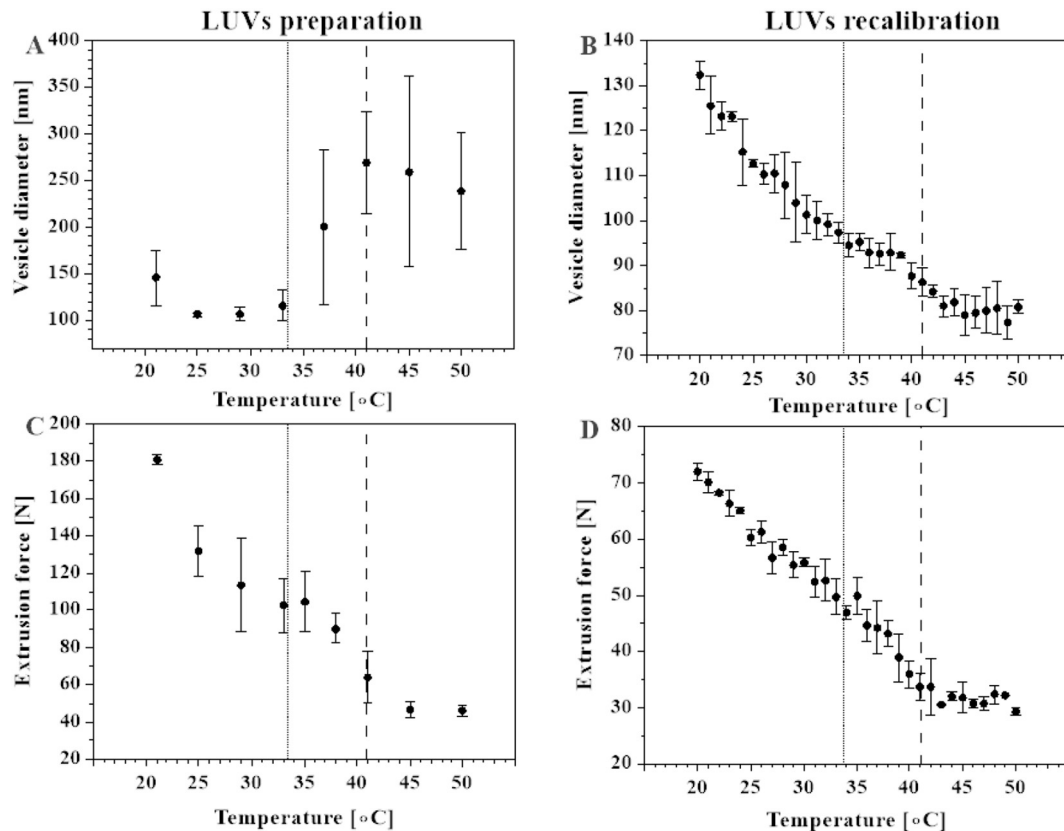 LUVs preparation
LUVs recalibration
A
400
350
300
250
200
150
100
Vesicle diameter [nm]
20 25 30 35 40 45 50
Temperature [∘C]
B
140
130
120
110
100
90
80
70
Vesicle diameter [nm]
20 25 30 35 40 45 50
Temperature [∘C]
C
200
180
160
140
120
100
80
60
40
20
Extrusion force [N]
20 25 30 35 40 45 50
Temperature [∘C]
D
80
70
60
50
40
30
20
Extrusion force [N]
20 25 30 35 40 45 50
Temperature [∘C]